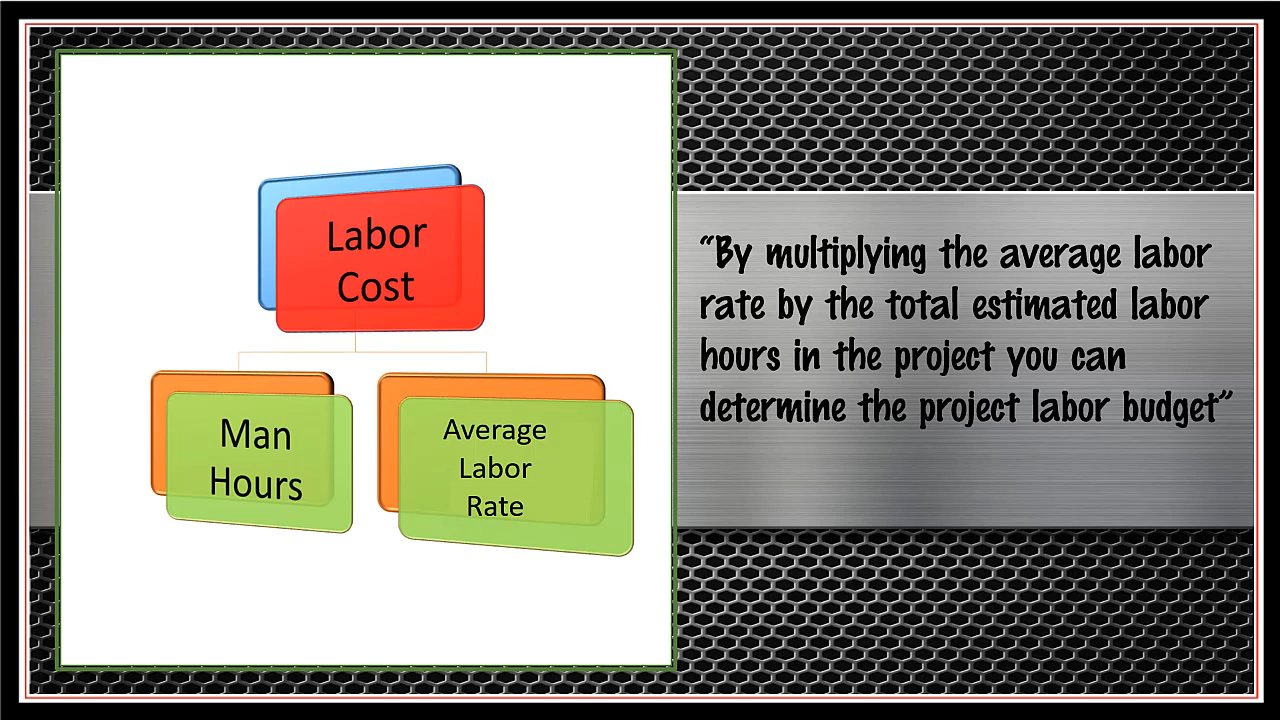 Labor
Cost
Man
Hours
Average
Labor
Rate
“By multiplying the average labor
rate by the total estimated labor
hours in the project you can
determine the project labor budget”